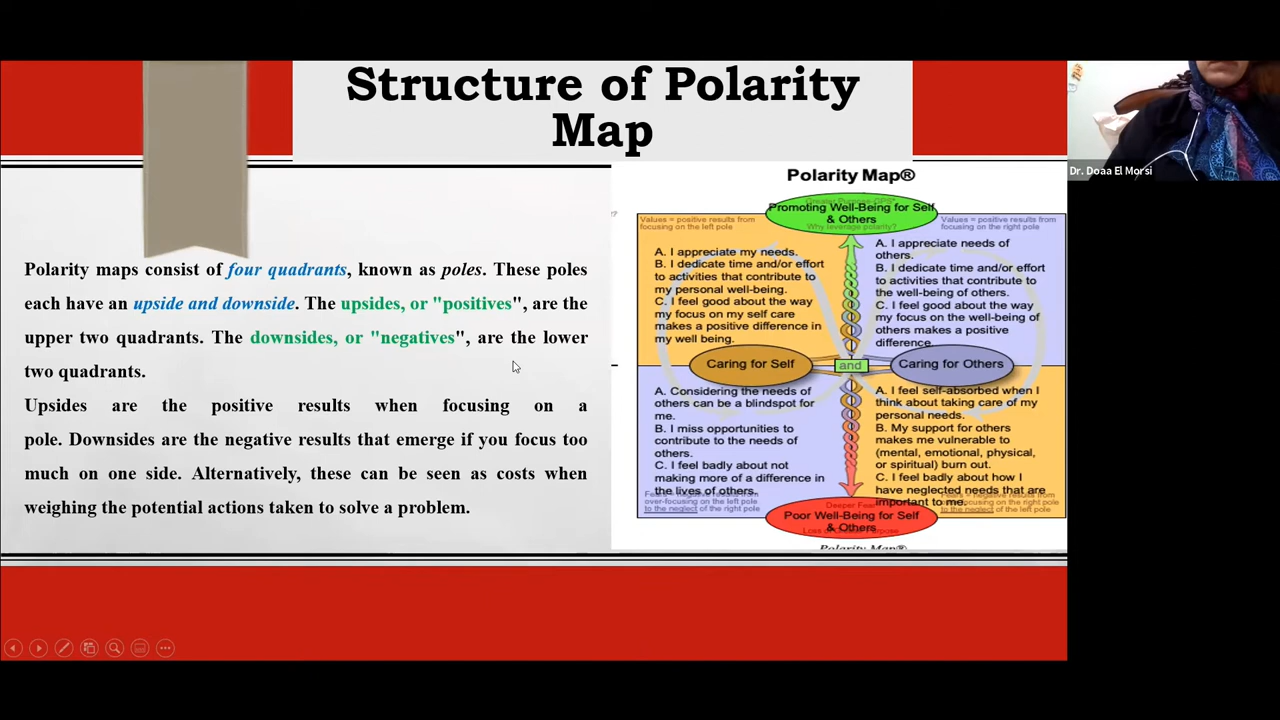 Structure of Polarity
Map
Dr. Doaa El Morsi
Polarity maps consist of four quadrants, known as poles. These poles
each have an upside and downside. The upsides, or "positives", are the
upper two quadrants. The downsides, or "negatives", are the lower
two quadrants.
Upsides are the positive results when focusing on a
pole. Downsides are the negative results that emerge if you focus too
much on one side. Alternatively, these can be seen as costs when
weighing the potential actions taken to solve a problem.
Polarity Map®
Promoting Well-Being for Self
& Others
Why leverage polarity?
Values = positive results from
focusing on the left pole
A. I appreciate my needs.
B. I dedicate time and/or effort
to activities that contribute to
my personal well-being.
C. I feel good about the way
my focus on my self care
makes a positive difference in
my well being.
Values = positive results from
focusing on the right pole
A. I appreciate needs of
others.
B. I dedicate time and/or effort
to activities that contribute to
the well-being of others.
C. I feel good about the way
my focus on the well-being of
others makes a positive
difference.
Caring for Self
and
Caring for Others
A. Considering the needs of
others can be a blindspot for
me.
B. I miss opportunities to
contribute to the needs of
others.
C. I feel badly about not
making more of a difference in
the lives of others.
over-focusing on the left pole
to the neglect of the right pole
A. I feel self-absorbed when I
think about taking care of my
personal needs.
B. My support for others
makes me vulnerable to
(mental, emotional, physical,
or spiritual) burn out.
C. I feel badly about how I
have neglected needs that are
important to me.
to the neglect of the left pole
Deeper Fear
Poor Well-Being for Self
& Others
Polarity Map®